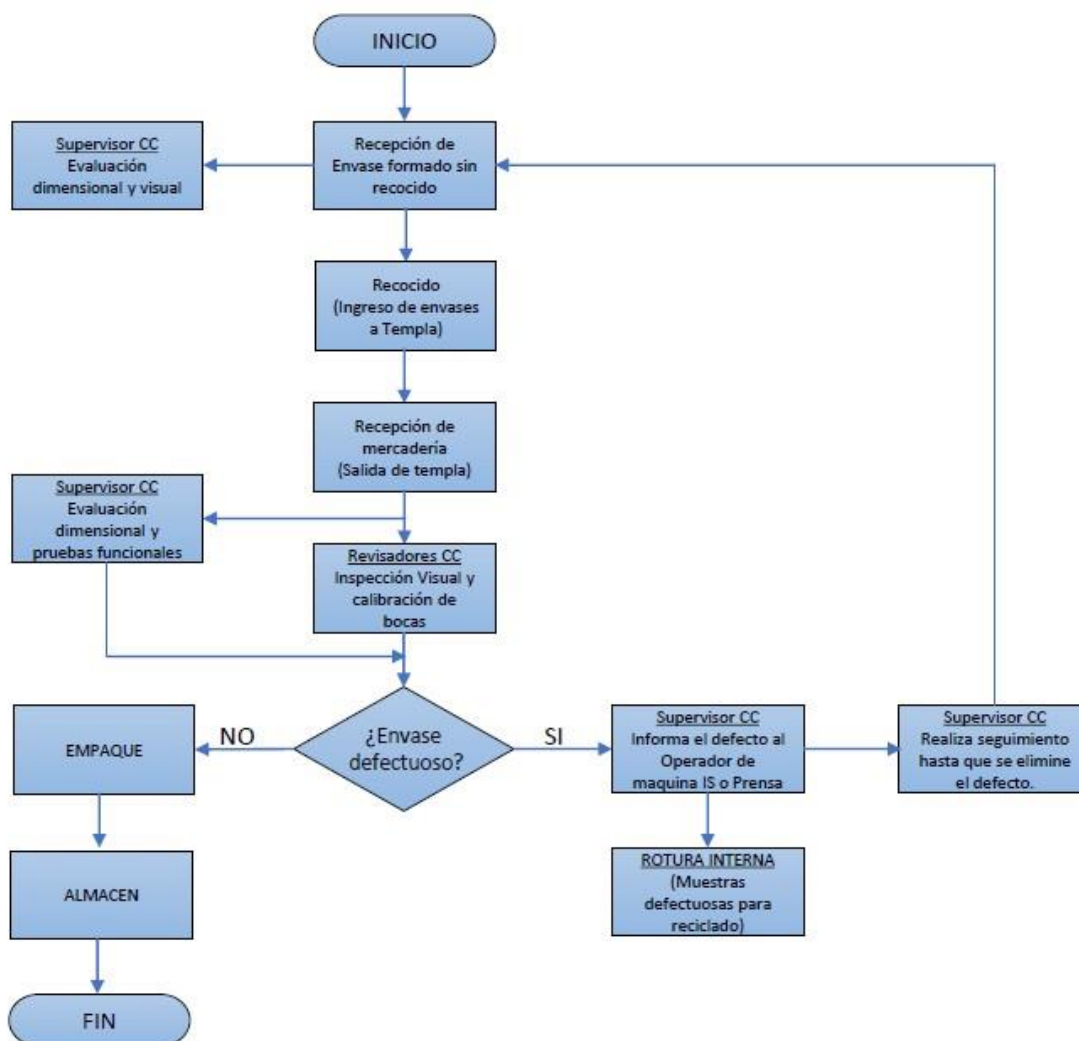 INICIO
Supervisor CC
Evaluación
dimensional y visual
Recepción de
Envase formado sin
recocido
Recocido
(Ingreso de envases
a Templa)
Recepción de
mercadería
(Salida de templa)
Supervisor CC
Evaluación
dimensional y
pruebas funcionales
Revisadores CC
Inspección Visual y
calibración de
bocas
¿Envase
defectuoso?
NO
SI
EMPAQUE
Supervisor CC
Informa el defecto al
Operador de
maquina IS o Prensa
Supervisor CC
Realiza seguimiento
hasta que se elimine
el defecto.
ALMACEN
ROTURA INTERNA
(Muestras
defectuosas para
reciclado)
FIN